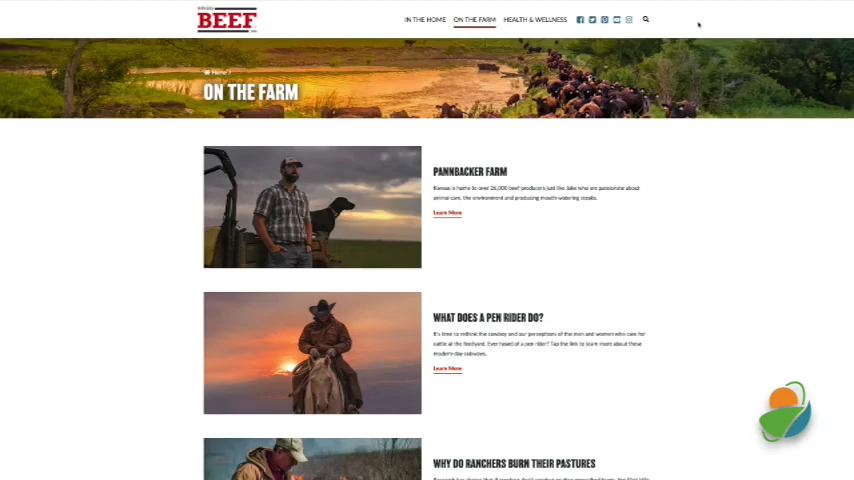 KANSAS
BEEF
IN THE HOME
ON THE FARM
HEALTH & WELLNESS
Home /
ON THE FARM
PANNBACKER FARM
Kansas is home to over 26,000 beef producers just like Jake who are passionate about
animal care, the environment and producing mouth-watering steaks.
Learn More
WHAT DOES A PEN RIDER DO?
It's time to rethink the cowboy and our perceptions of the men and women who care for
cattle at the feedyard. Ever heard of a pen rider? Tap the link to learn more about these
modern-day cowboys.
Learn More
WHY DO RANCHERS BURN THEIR PASTURES